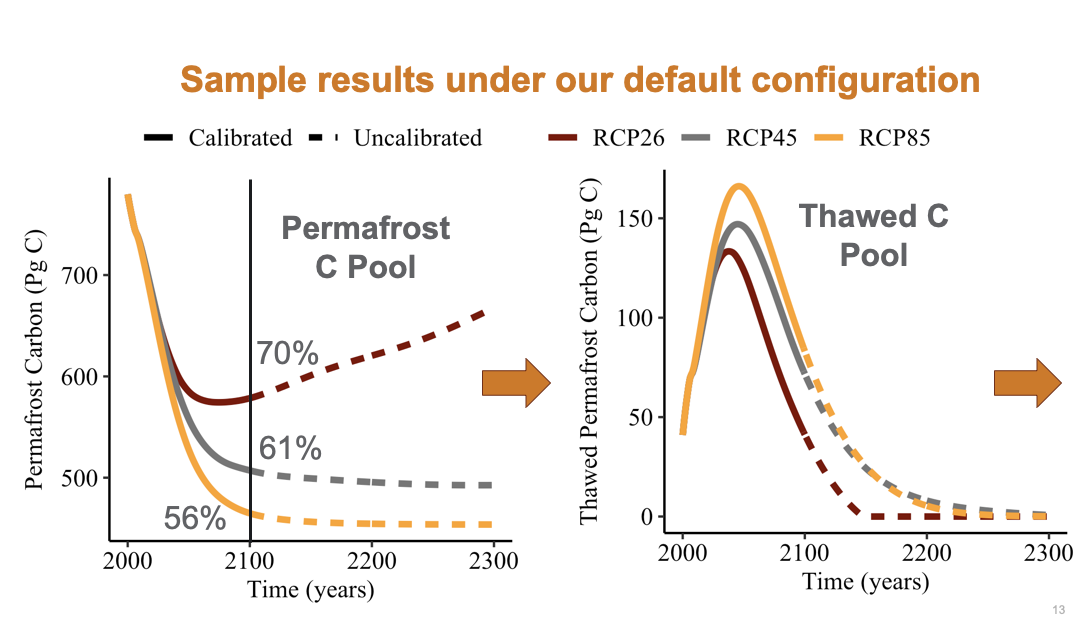 Sample results under our default configuration
Calibrated Uncalibrated RCP26 RCP45 RCP85
Permafrost Carbon (Pg C)
700
600
500
Permafrost
C Pool
70%
61%
56%
2000 2100 2200 2300
Time (years)
Thawed Permafrost Carbon (Pg C)
150
100
50
0
Thawed C
Pool
2000 2100 2200 2300
Time (years)
13